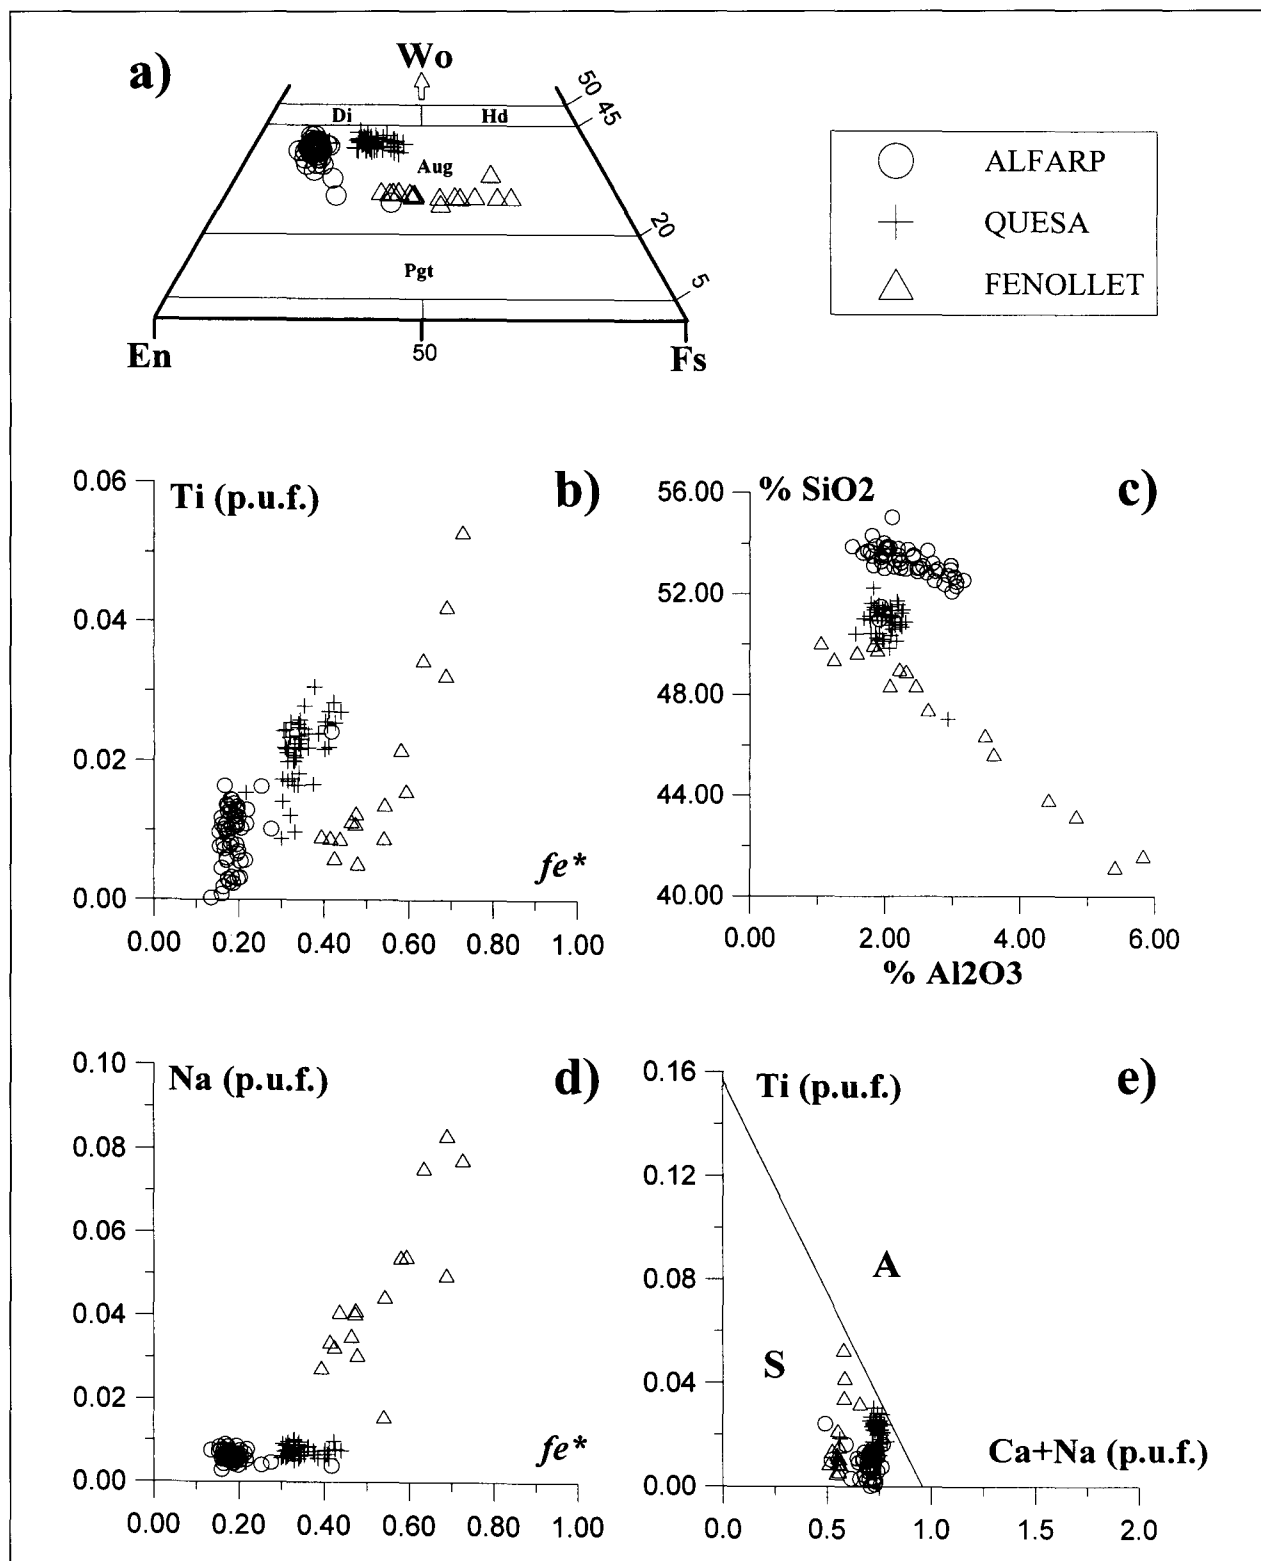 a)
Wo
50
45
Di
Hd
Aug
20
Pgt
5
En
50
Fs
ALFARP
QUESA
FENOLLET
b)
Ti (p.u.f.)
0.06
0.04
0.02
0.00
fe*
0.00 0.20 0.40 0.60 0.80 1.00
c)
% SiO2
56.00
52.00
48.00
44.00
40.00
0.00 2.00 4.00 6.00
% Al2O3
d)
Na (p.u.f.)
0.10
0.08
0.06
0.04
0.02
0.00
fe*
0.00 0.20 0.40 0.60 0.80 1.00
e)
Ti (p.u.f.)
0.16
0.12
0.08
0.04
0.00
A
S
Ca+Na (p.u.f.)
0.0 0.5 1.0 1.5 2.0